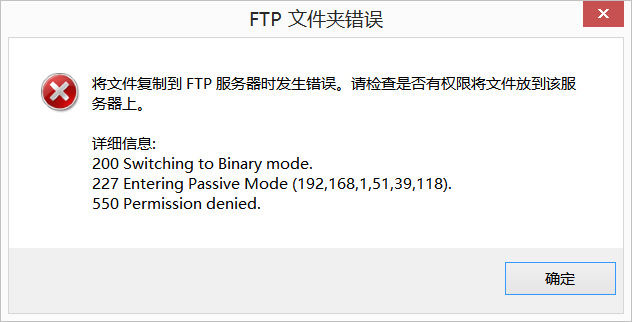 FTP 文件夹错误
将文件复制到 FTP 服务器时发生错误。请检查是否有权限将文件放到该服
务器上。
详细信息:
200 Switching to Binary mode.
227 Entering Passive Mode (192,168,1,51,39,118).
550 Permission denied.
确定